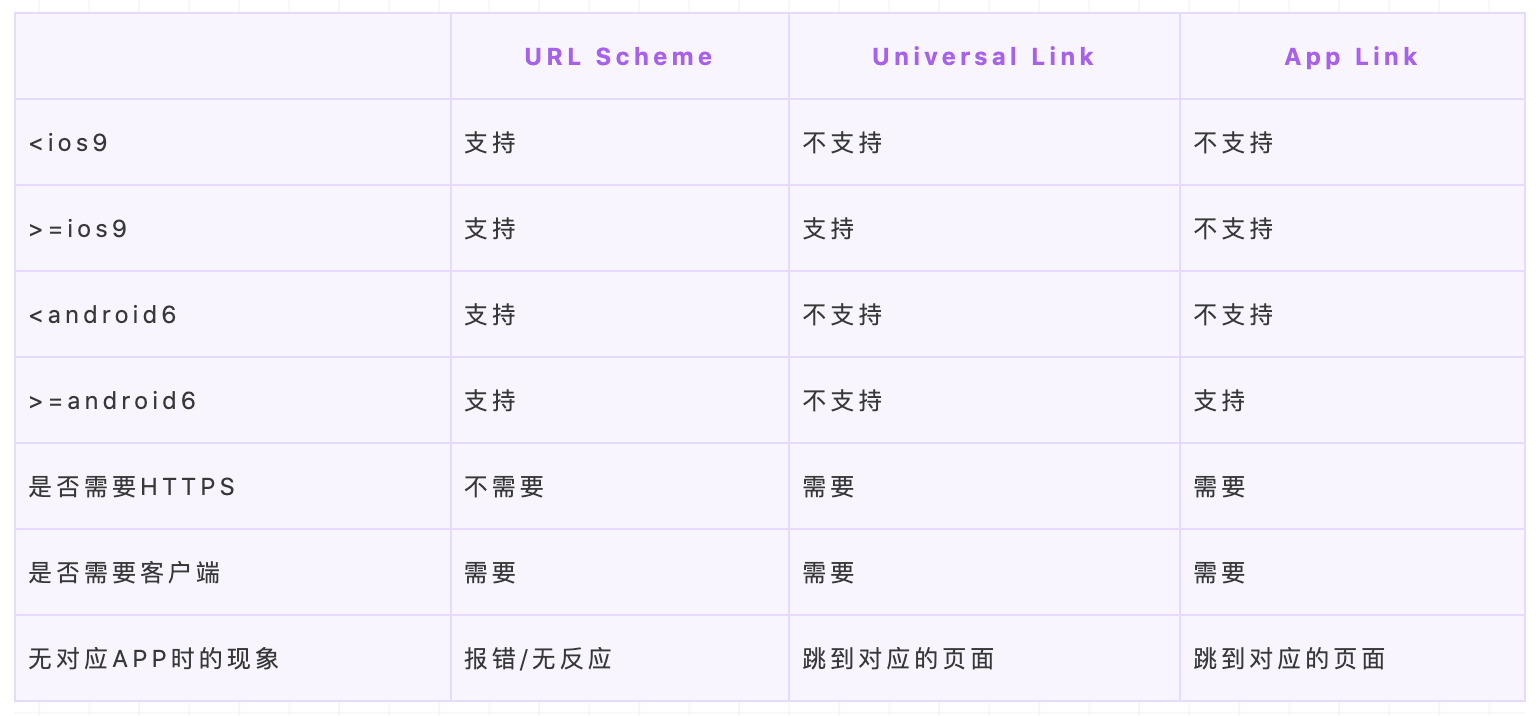 URL Scheme Universal Link App Link
<ios9 支持 不支持 不支持
>=ios9 支持 支持 不支持
<android6 支持 不支持 不支持
>=android6 支持 不支持 支持
是否需要HTTPS 不需要 需要 需要
是否需要客户端 需要 需要 需要
无对应APP时的现象 报错/无反应 跳到对应的页面 跳到对应的页面